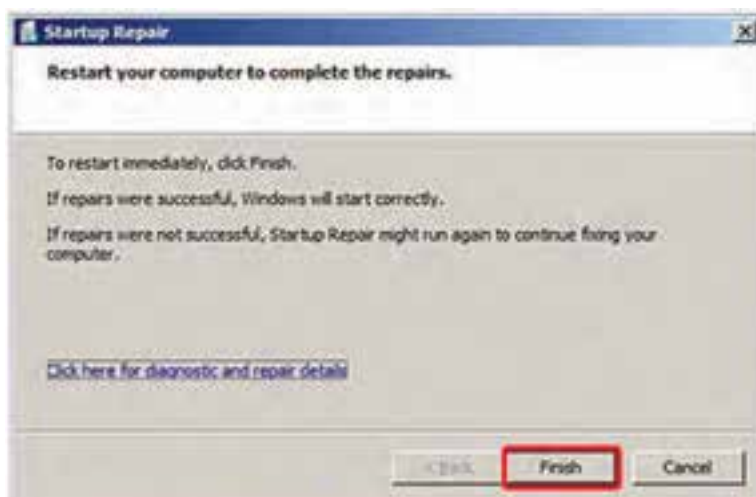 Startup Repair
Restart your computer to complete the repairs.
To restart immediately, click Finish.
If repairs were successful, Windows will start correctly.
If repairs were not successful, Startup Repair might run again to continue fixing your
computer.
Click here for diagnostic and repair details
< Back
Finish
Cancel